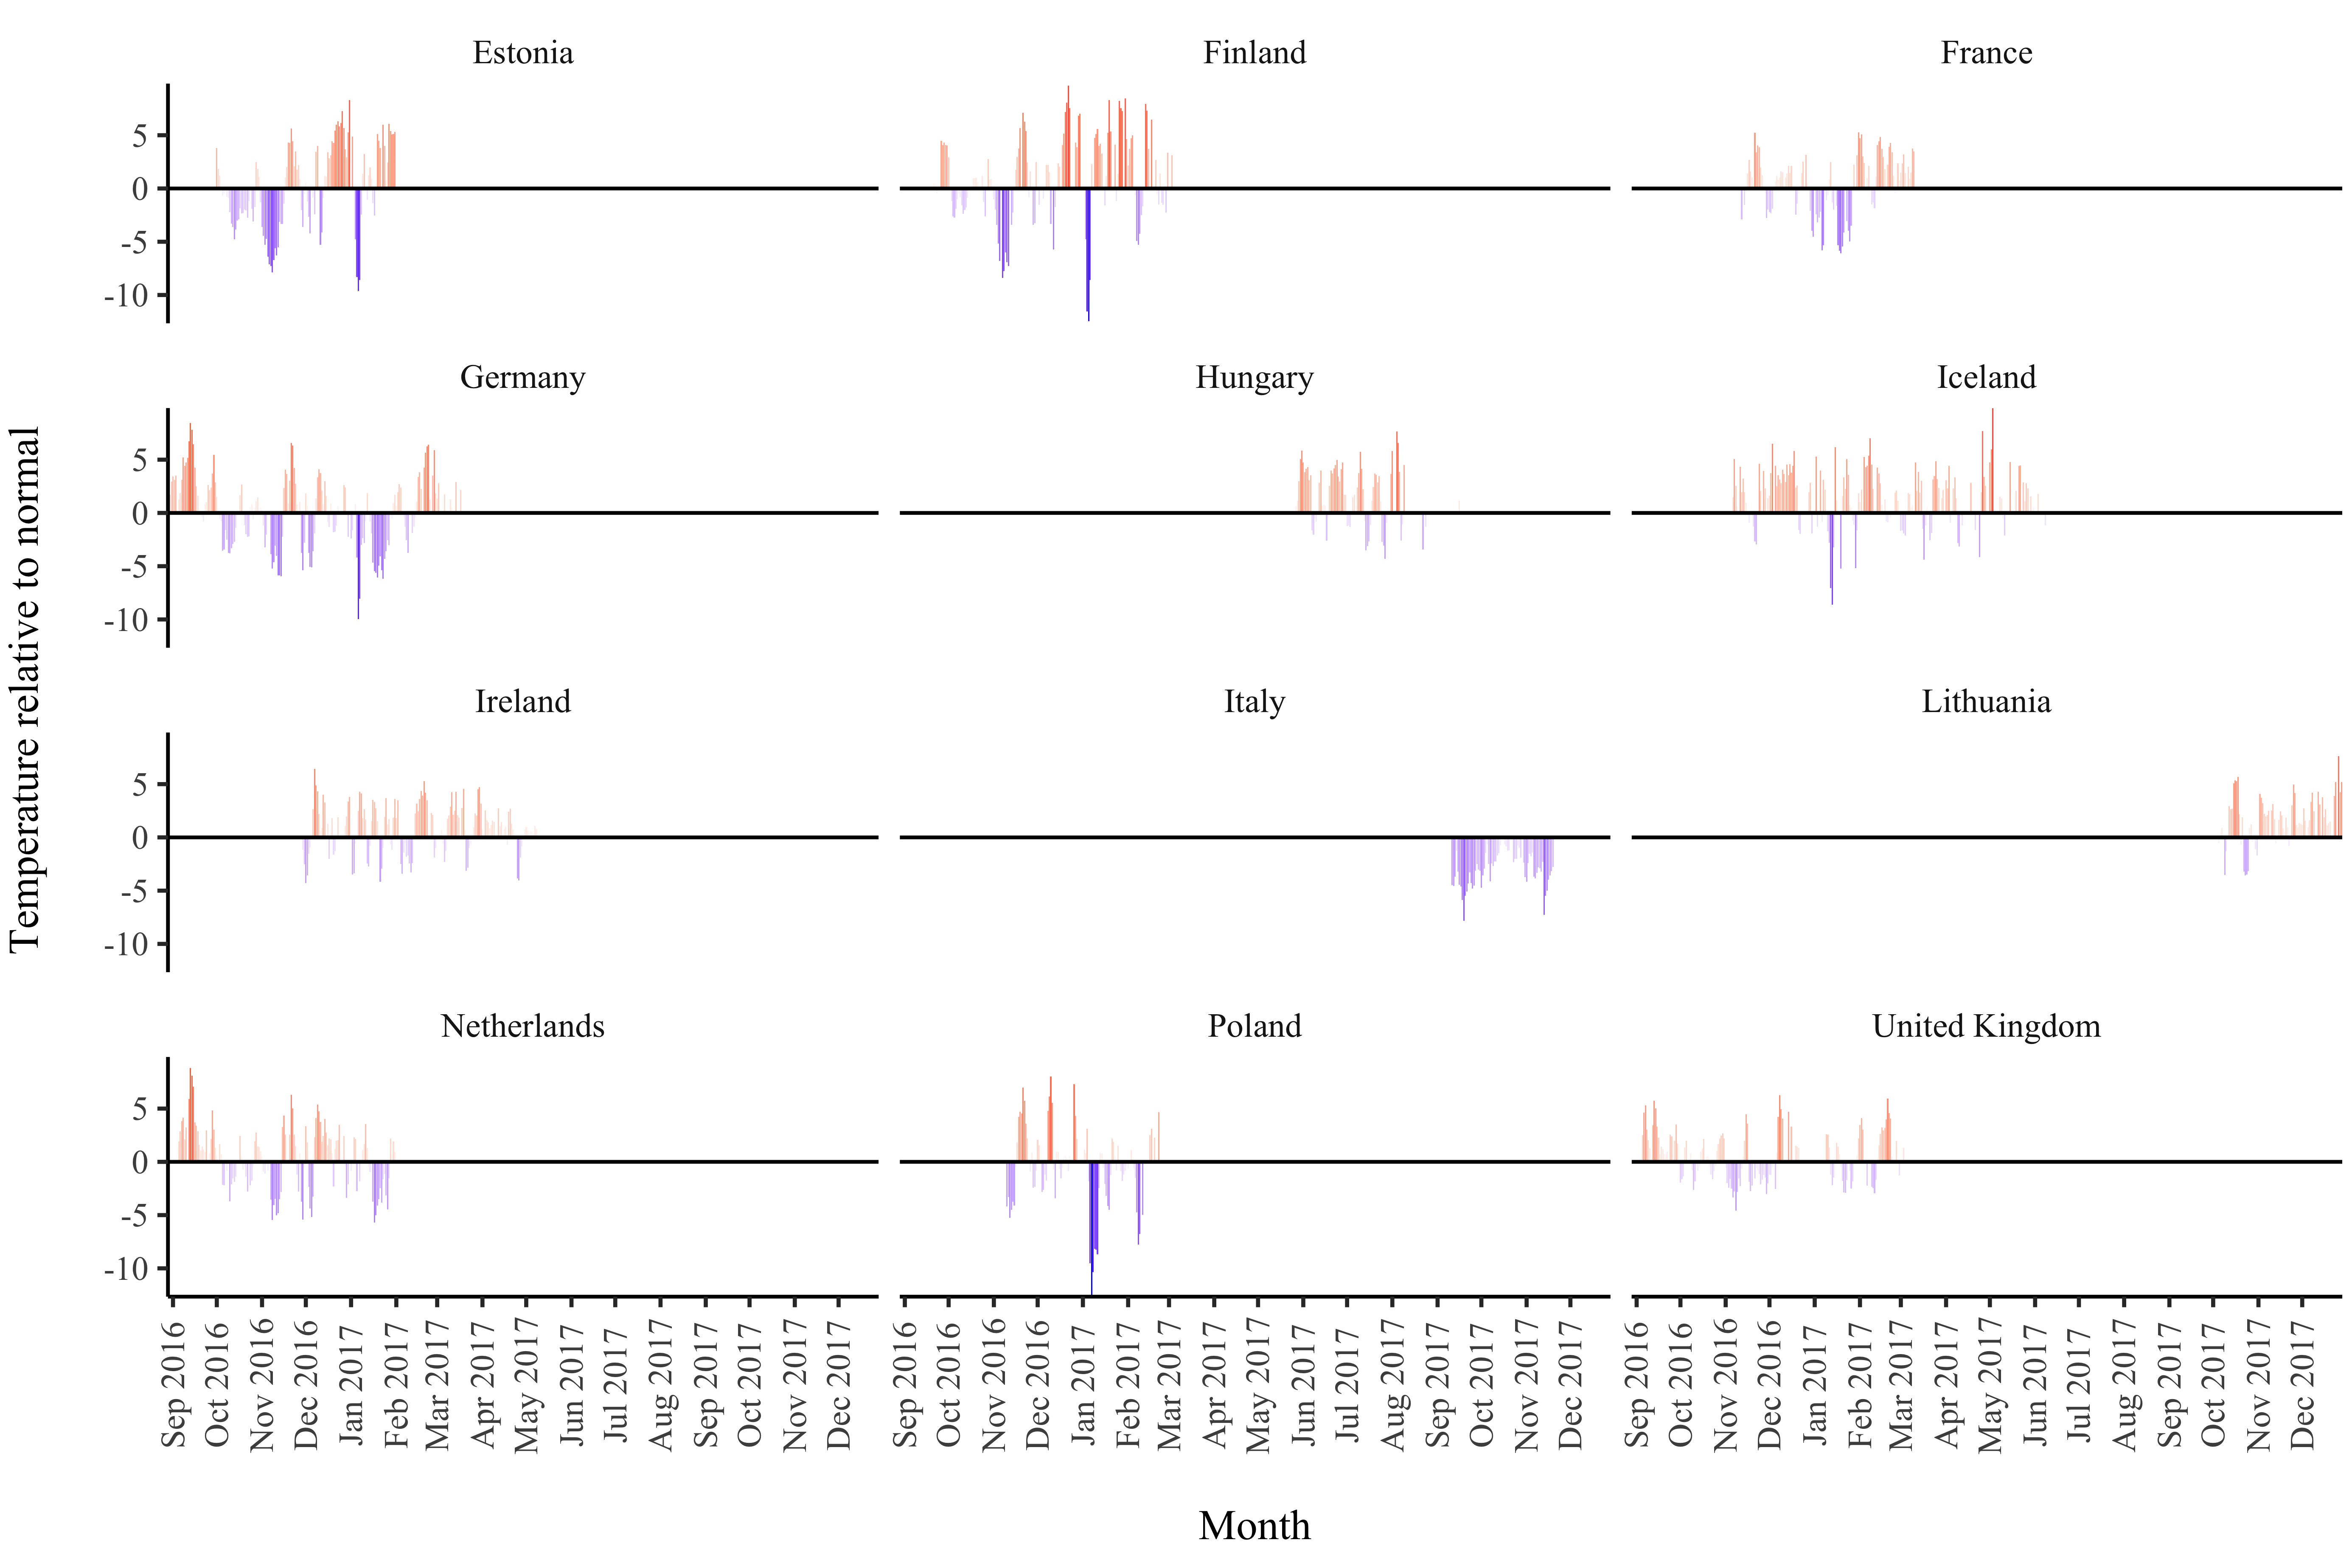 Estonia
Finland
France
5
0
-5
-10
Germany
Hungary
Iceland
5
0
-5
-10
Temperature relative to normal
Ireland
Italy
Lithuania
5
0
-5
-10
Netherlands
Poland
United Kingdom
5
0
-5
-10
Sep 2016
Oct 2016
Nov 2016
Dec 2016
Jan 2017
Feb 2017
Mar 2017
Apr 2017
May 2017
Jun 2017
Jul 2017
Aug 2017
Sep 2017
Oct 2017
Nov 2017
Dec 2017
Sep 2016
Oct 2016
Nov 2016
Dec 2016
Jan 2017
Feb 2017
Mar 2017
Apr 2017
May 2017
Jun 2017
Jul 2017
Aug 2017
Sep 2017
Oct 2017
Nov 2017
Dec 2017
Sep 2016
Oct 2016
Nov 2016
Dec 2016
Jan 2017
Feb 2017
Mar 2017
Apr 2017
May 2017
Jun 2017
Jul 2017
Aug 2017
Sep 2017
Oct 2017
Nov 2017
Dec 2017
Month